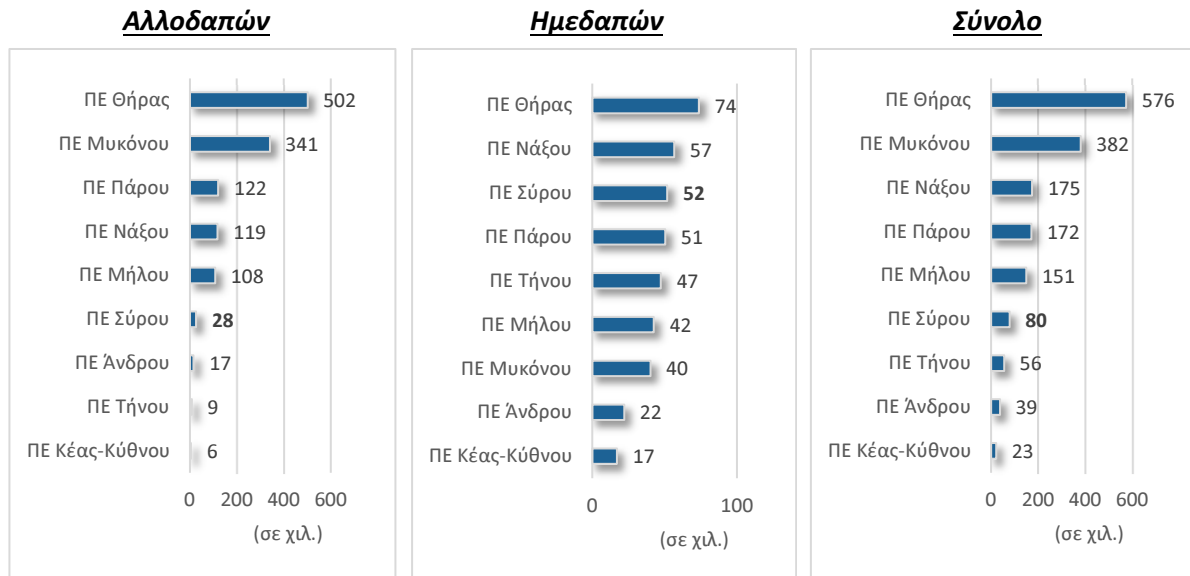 Αλλοδαπών
ΠΕ Θήρας 502
ΠΕ Μυκόνου 341
ΠΕ Πάρου 122
ΠΕ Νάξου 119
ΠΕ Μήλου 108
ΠΕ Σύρου 28
ΠΕ Άνδρου 17
ΠΕ Τήνου 9
ΠΕ Κέας-Κύθνου 6
0 200 400 600
(σε χιλ.)
Ημεδαπών
ΠΕ Θήρας 74
ΠΕ Νάξου 57
ΠΕ Σύρου 52
ΠΕ Πάρου 51
ΠΕ Τήνου 47
ΠΕ Μήλου 42
ΠΕ Μυκόνου 40
ΠΕ Άνδρου 22
ΠΕ Κέας-Κύθνου 17
0 100
(σε χιλ.)
Σύνολο
ΠΕ Θήρας 576
ΠΕ Μυκόνου 382
ΠΕ Νάξου 175
ΠΕ Πάρου 172
ΠΕ Μήλου 151
ΠΕ Σύρου 80
ΠΕ Τήνου 56
ΠΕ Άνδρου 39
ΠΕ Κέας-Κύθνου 23
0 200 400 600
(σε χιλ.)